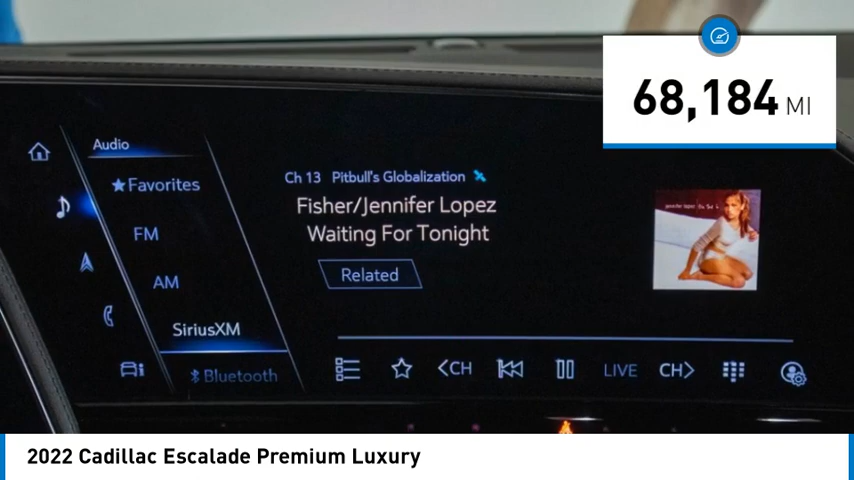 68,184 MI
Audio
★Favorites
FM
AM
SiriusXM
Bluetooth
Ch 13 Pitbull's Globalization
Fisher/Jennifer Lopez
Waiting For Tonight
Related
<CH
LIVE
CH>
2022 Cadillac Escalade Premium Luxury